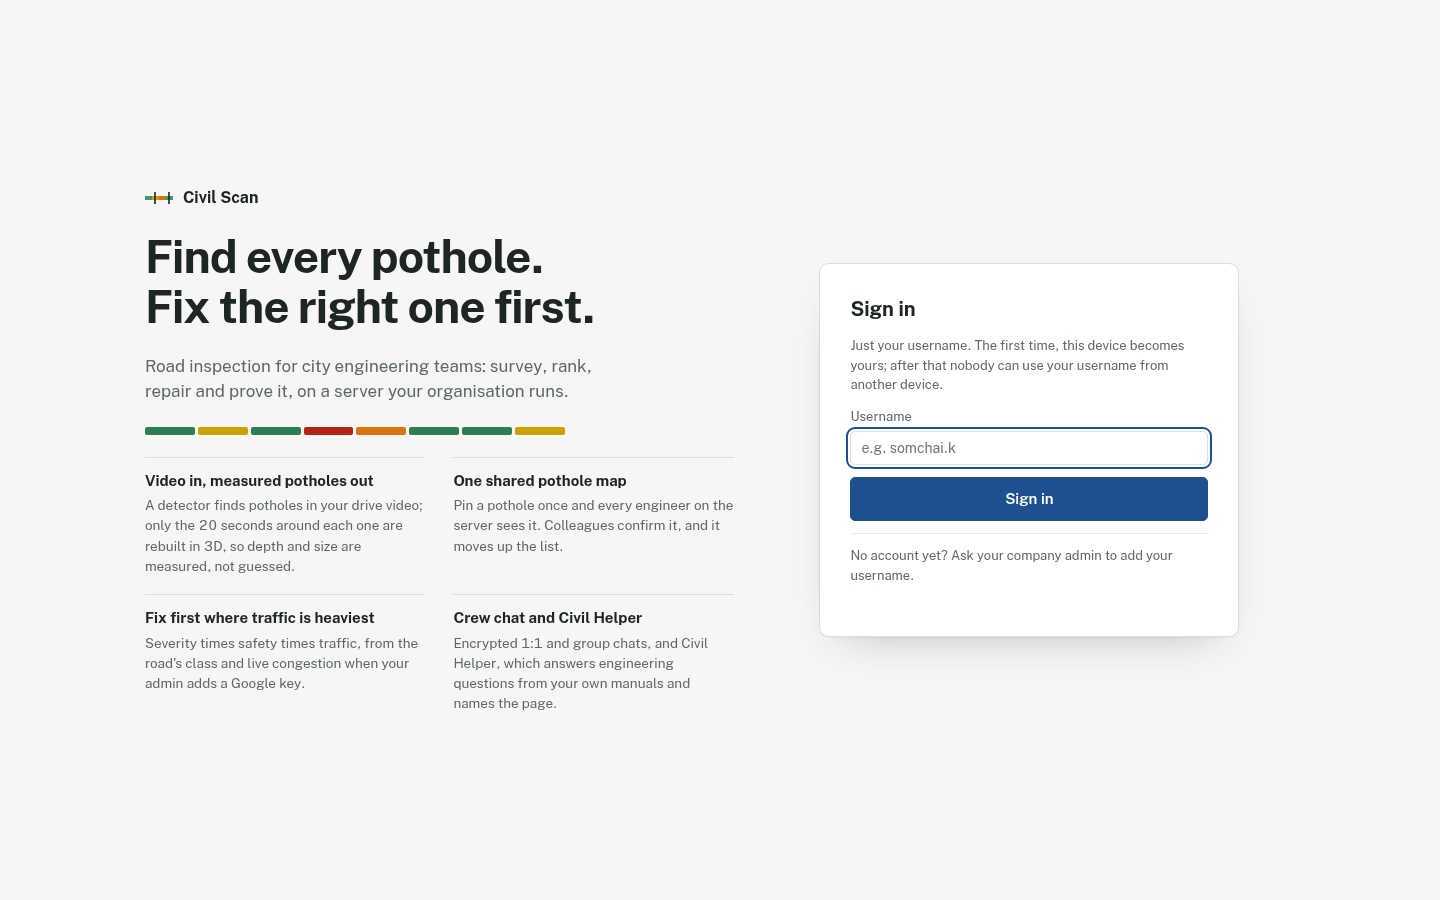 Civil Scan
Find every pothole.
Fix the right one first.
Road inspection for city engineering teams: survey, rank,
repair and prove it, on a server your organisation runs.
Video in, measured potholes out
A detector finds potholes in your drive video;
only the 20 seconds around each one are
rebuilt in 3D, so depth and size are
measured, not guessed.
One shared pothole map
Pin a pothole once and every engineer on the
server sees it. Colleagues confirm it, and it
moves up the list.
Fix first where traffic is heaviest
Severity times safety times traffic, from the
road's class and live congestion when your
admin adds a Google key.
Crew chat and Civil Helper
Encrypted 1:1 and group chats, and Civil
Helper, which answers engineering
questions from your own manuals and
names the page.
Sign in
Just your username. The first time, this device becomes
yours; after that nobody can use your username from
another device.
Username
e.g. somchai.k
Sign in
No account yet? Ask your company admin to add your
username.